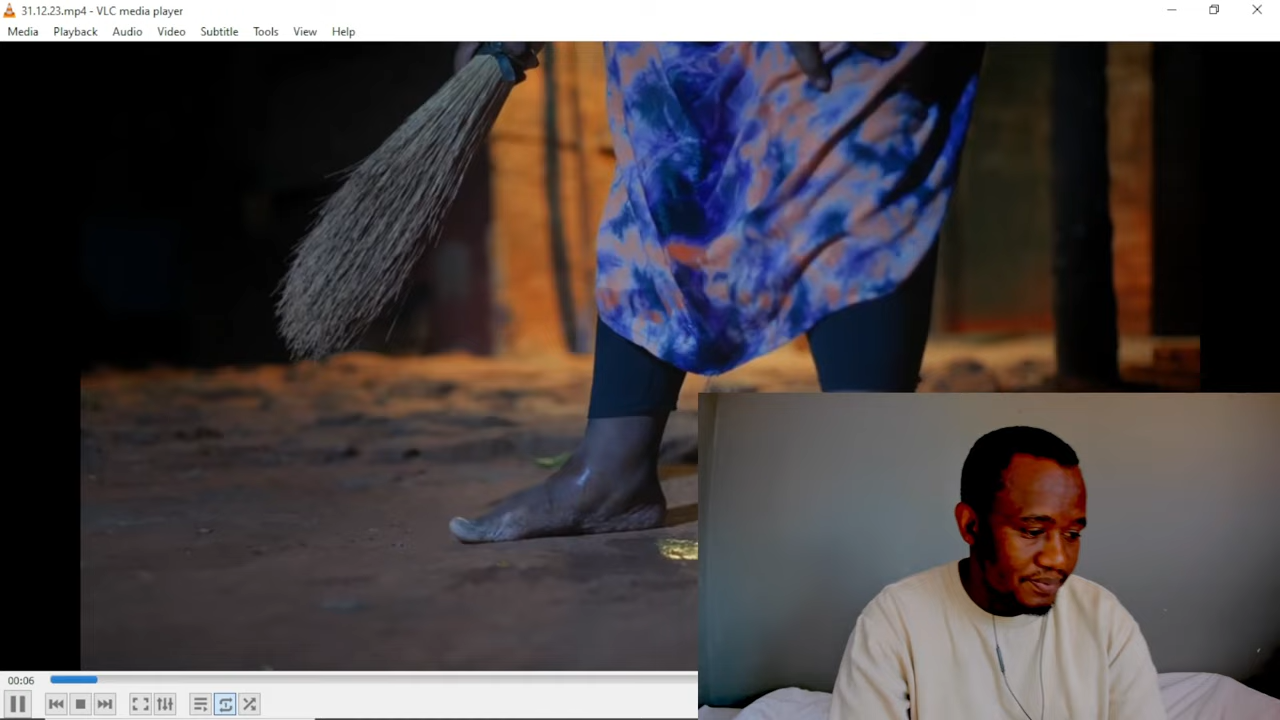 31.12.23.mp4 - VLC media player
Media Playback Audio Video Subtitle Tools View Help
00:06